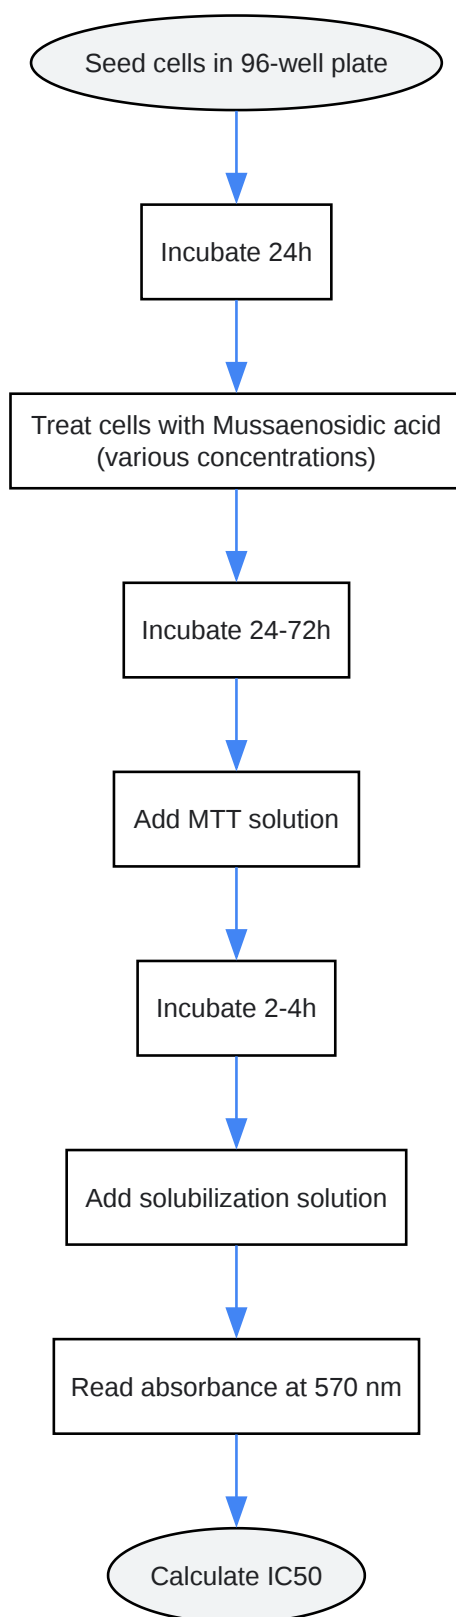 Seed cells in 96-well plate
Incubate 24h
Treat cells with Mussaenosidic acid
(various concentrations)
Incubate 24-72h
Add MTT solution
Incubate 2-4h
Add solubilization solution
Read absorbance at 570 nm
Calculate IC50